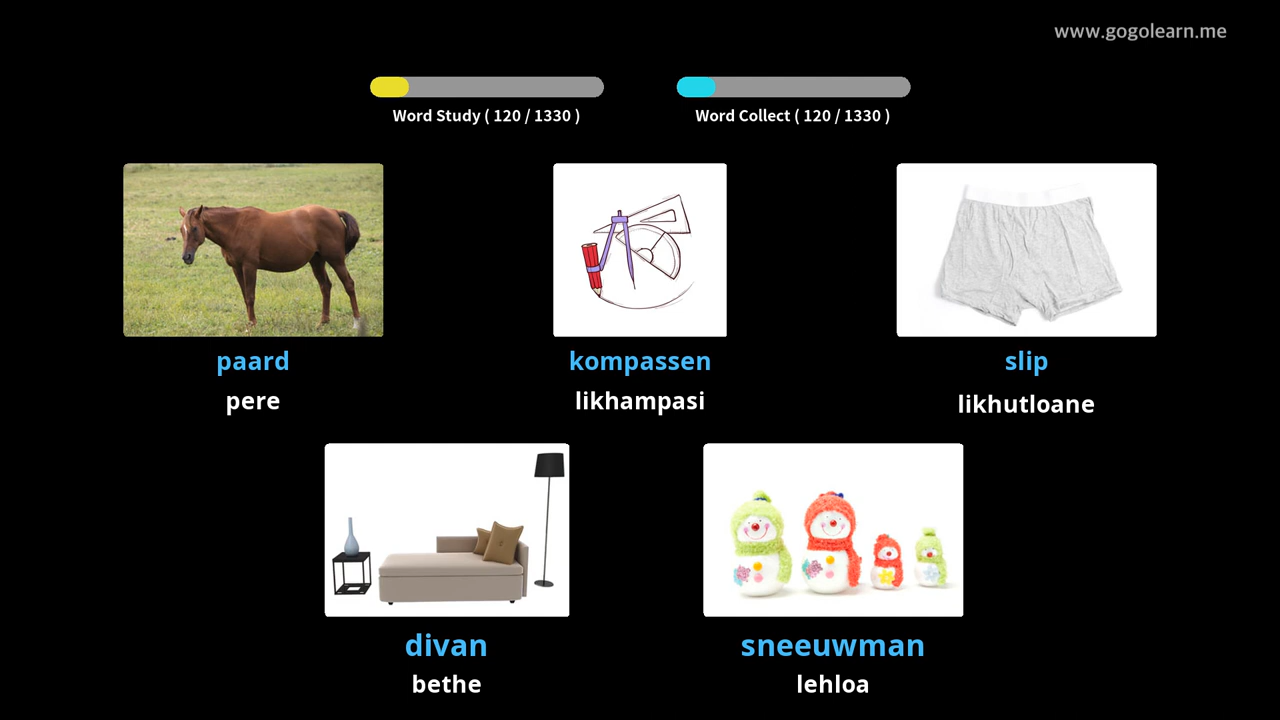 www.gogolearn.me
Word Study ( 120 / 1330 )
Word Collect ( 120 / 1330 )
paard
kompassen
slip
pere
likhampasi
likhutloane
divan
sneeuwman
bethe
lehloa